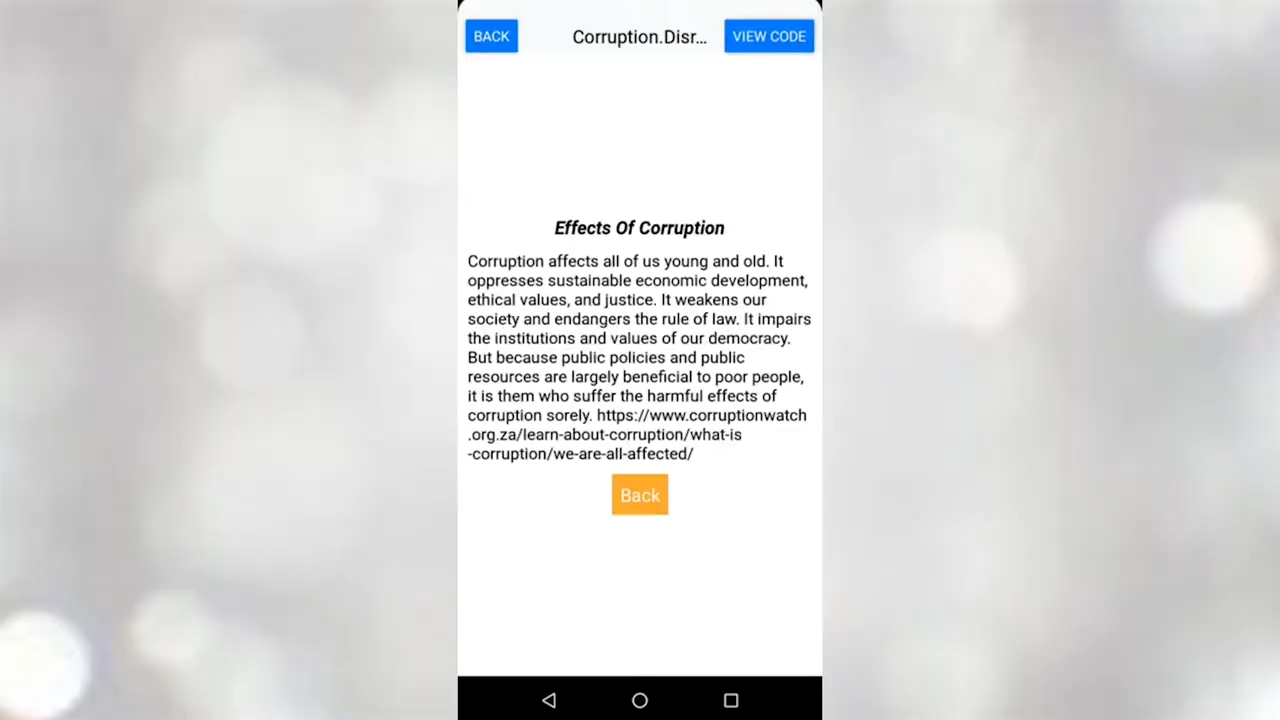 BACK
Corruption.Disr...
VIEW CODE
Effects Of Corruption
Corruption affects all of us young and old. It
oppresses sustainable economic development,
ethical values, and justice. It weakens our
society and endangers the rule of law. It impairs
the institutions and values of our democracy.
But because public policies and public
resources are largely beneficial to poor people,
it is them who suffer the harmful effects of
corruption sorely. https://www.corruptionwatch
.org.za/learn-about-corruption/what-is
-corruption/we-are-all-affected/
Back